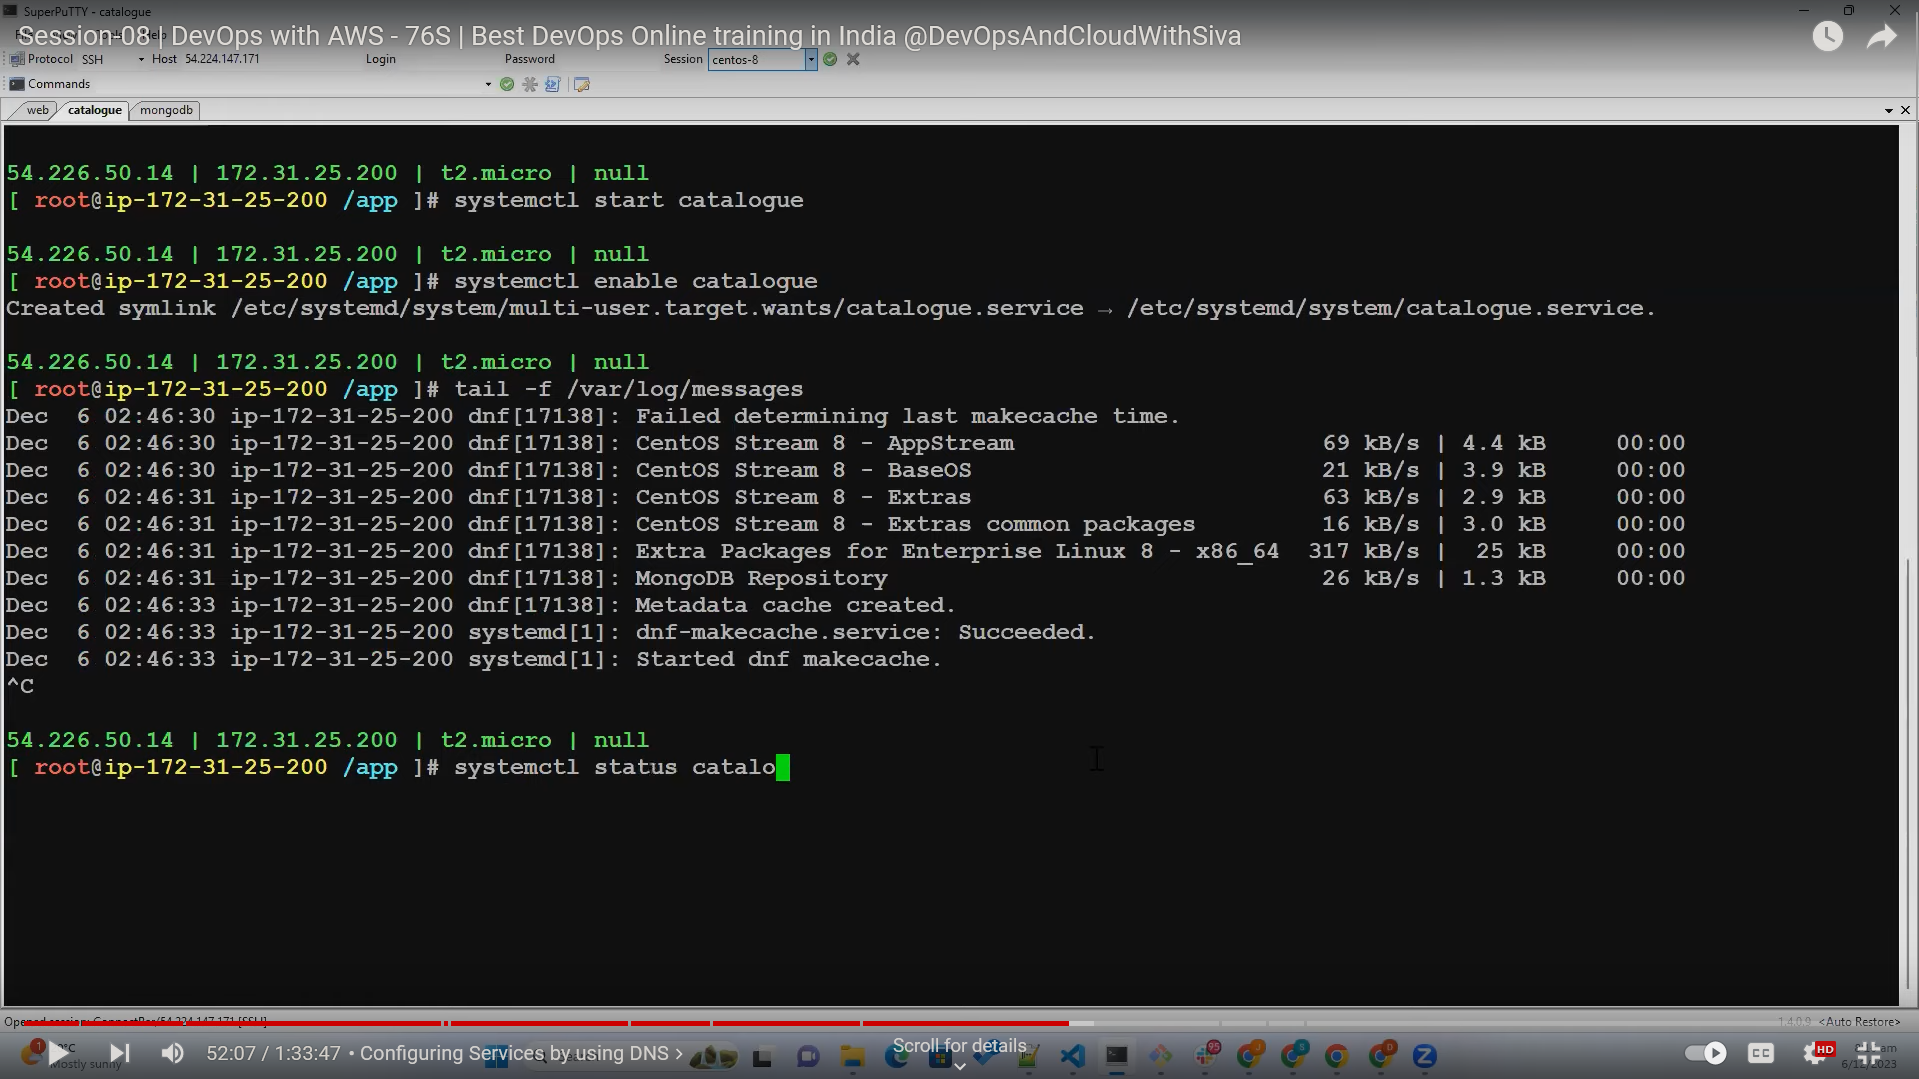 SuperPuTTY - catalogue
Session-08 | DevOps with AWS - 76S | Best DevOps Online training in India @DevOpsAndCloudWithSiva
Protocol SSH Host 54.224.147.171 Login Password Session centos-8
Commands
web catalogue mongodb
54.226.50.14 | 172.31.25.200 | t2.micro | null
[ root@ip-172-31-25-200 /app ]# systemctl start catalogue
54.226.50.14 | 172.31.25.200 | t2.micro | null
[ root@ip-172-31-25-200 /app ]# systemctl enable catalogue
Created symlink /etc/systemd/system/multi-user.target.wants/catalogue.service → /etc/systemd/system/catalogue.service.
54.226.50.14 | 172.31.25.200 | t2.micro | null
[ root@ip-172-31-25-200 /app ]# tail -f /var/log/messages
Dec  6 02:46:30 ip-172-31-25-200 dnf[17138]: Failed determining last makecache time.
Dec  6 02:46:30 ip-172-31-25-200 dnf[17138]: CentOS Stream 8 - AppStream                      69 kB/s | 4.4 kB     00:00
Dec  6 02:46:30 ip-172-31-25-200 dnf[17138]: CentOS Stream 8 - BaseOS                         21 kB/s | 3.9 kB     00:00
Dec  6 02:46:31 ip-172-31-25-200 dnf[17138]: CentOS Stream 8 - Extras                         63 kB/s | 2.9 kB     00:00
Dec  6 02:46:31 ip-172-31-25-200 dnf[17138]: CentOS Stream 8 - Extras common packages         16 kB/s | 3.0 kB     00:00
Dec  6 02:46:31 ip-172-31-25-200 dnf[17138]: Extra Packages for Enterprise Linux 8 - x86_64  317 kB/s |  25 kB     00:00
Dec  6 02:46:31 ip-172-31-25-200 dnf[17138]: MongoDB Repository                               26 kB/s | 1.3 kB     00:00
Dec  6 02:46:33 ip-172-31-25-200 dnf[17138]: Metadata cache created.
Dec  6 02:46:33 ip-172-31-25-200 systemd[1]: dnf-makecache.service: Succeeded.
Dec  6 02:46:33 ip-172-31-25-200 systemd[1]: Started dnf makecache.
^C
54.226.50.14 | 172.31.25.200 | t2.micro | null
[ root@ip-172-31-25-200 /app ]# systemctl status catalo
1.4.0.9 <Auto Restore>
52:07 / 1:33:47 • Configuring Services by using DNS >
Scroll for details
Mostly sunny
95
CC
HD